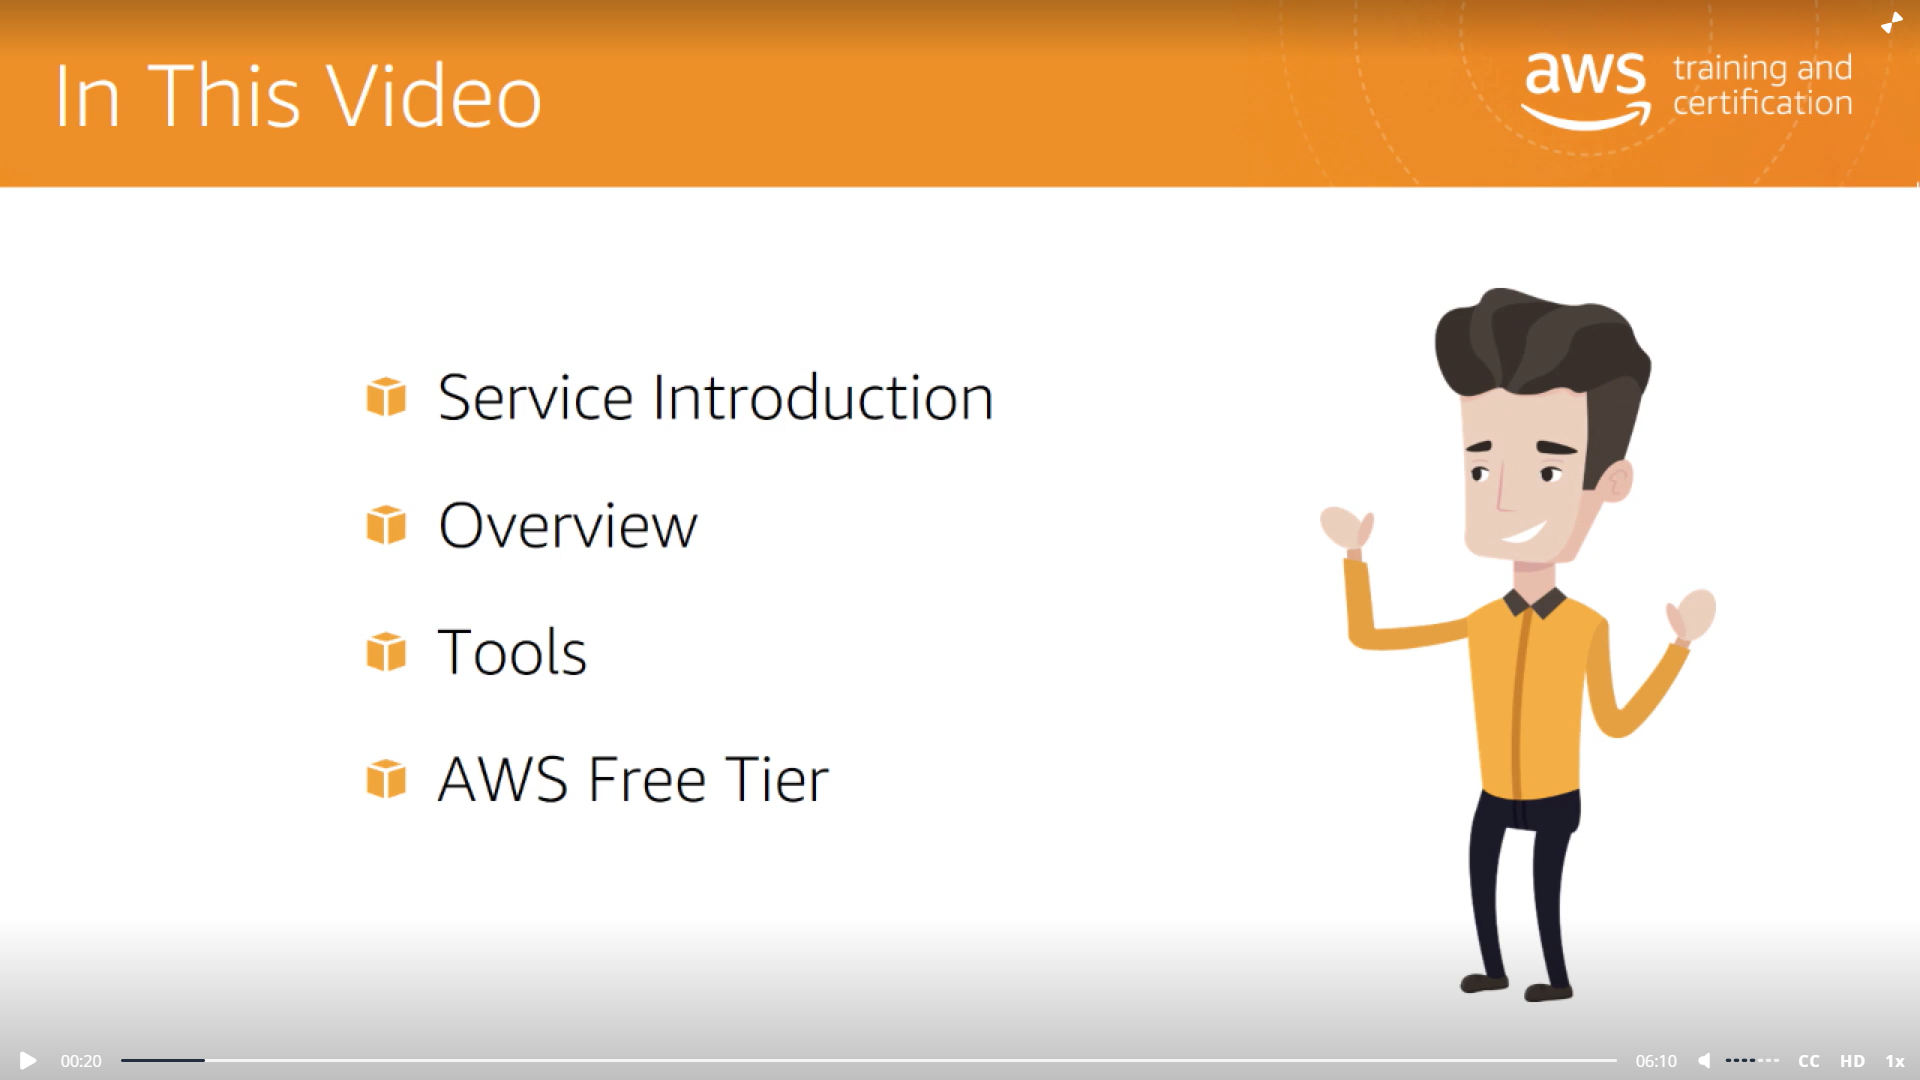 In This Video
aws training and
certification
Service Introduction
Overview
Tools
AWS Free Tier
00:20
06:10
CC
HD
1x